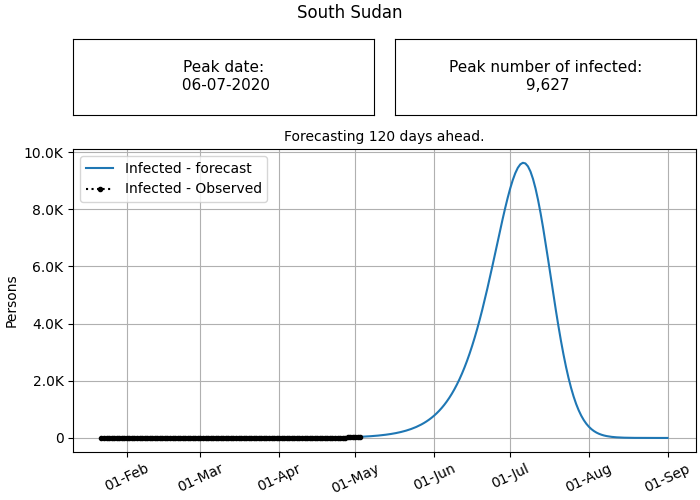 South Sudan
Peak date:
06-07-2020
Peak number of infected:
9,627
Forecasting 120 days ahead.
10.0K
8.0K
6.0K
4.0K
2.0K
0
Persons
Infected - forecast
Infected - Observed
01-Feb
01-Mar
01-Apr
01-May
01-Jun
01-Jul
01-Aug
01-Sep